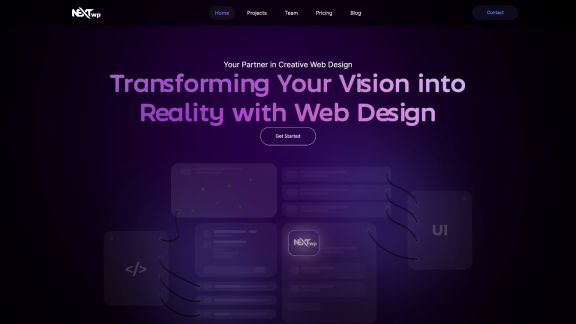 NEXTwp
Home
Projects
Team
Pricing
Blog
Contact
Your Partner in Creative Web Design
Transforming Your Vision into
Reality with Web Design
Get Started
NEXTwp
</>
UI